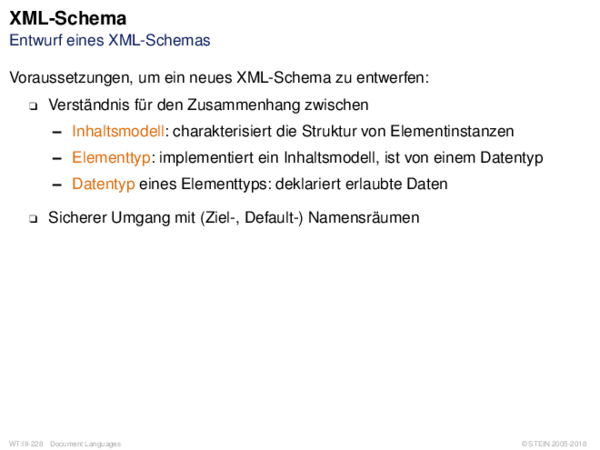 XML-Schema
Entwurf eines XML-Schemas
Voraussetzungen, um ein neues XML-Schema zu entwerfen:
❑ Verständnis für den Zusammenhang zwischen
– Inhaltsmodell: charakterisiert die Struktur von Elementinstanzen
– Elementtyp: implementiert ein Inhaltsmodell, ist von einem Datentyp
– Datentyp eines Elementtyps: deklariert erlaubte Daten
❑ Sicherer Umgang mit (Ziel-, Default-) Namensräumen
WT:III-228 Document Languages © STEIN 2005-2018